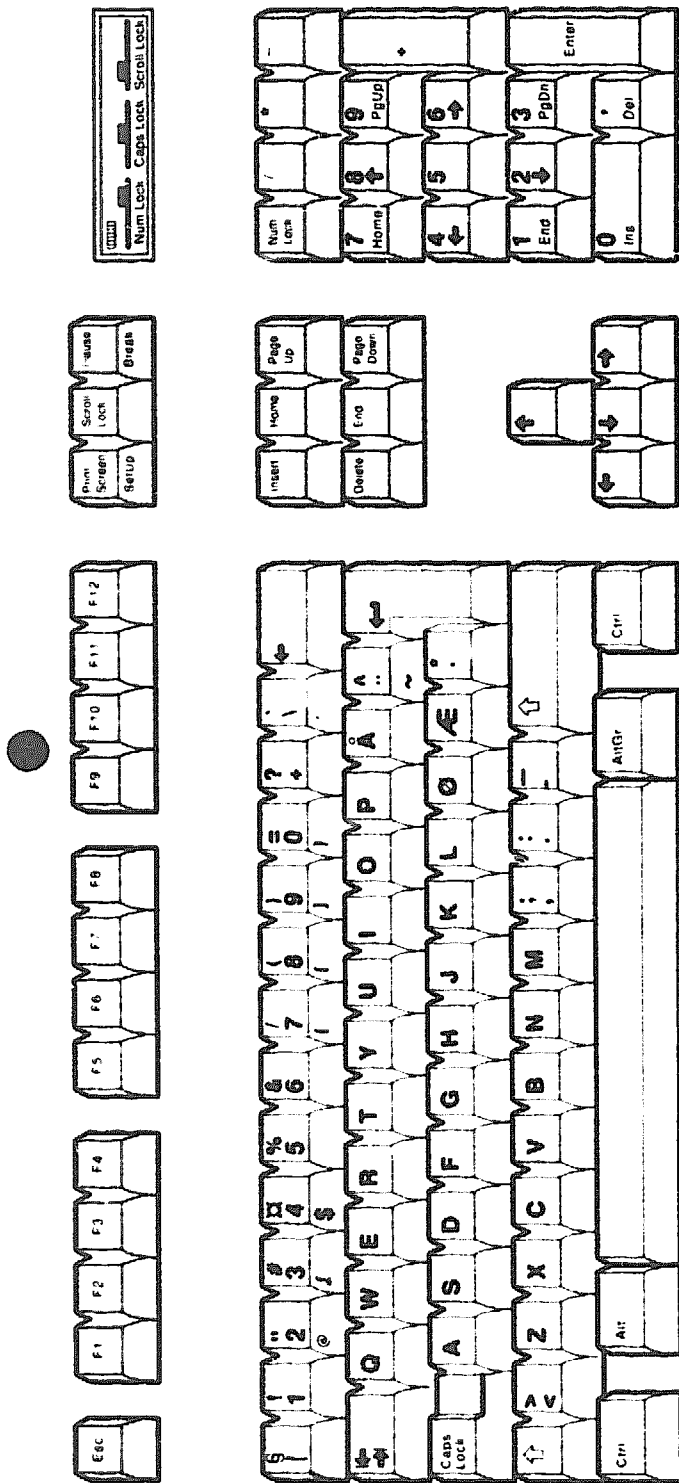 Esc F1 F2 F3 F4 F5 F6 F7 F8 F9 F10 F11 F12
Print Screen Scroll Lock Pause
SetUp Break
Num Lock Caps Lock Scroll Lock
§ ! " # ¤ % & / ( ) = ? `
| 1 2 3 4 5 6 7 8 9 0 +
@ $
Insert Home Page Up
Num Lock / * -
Q W E R T Y U I O P Å ^
¨
~
Delete End Page Down
7 8 9 +
Home ↑ PgUp
Caps Lock A S D F G H J K L Ø Æ
4 5 6
← →
⇧ > Z X C V B N M ; : _ ⇧
< , . -
↑
1 2 3 Enter
End ↓ PgDn
Ctrl Alt AltGr Ctrl
← ↓ →
0 ,
Ins Del